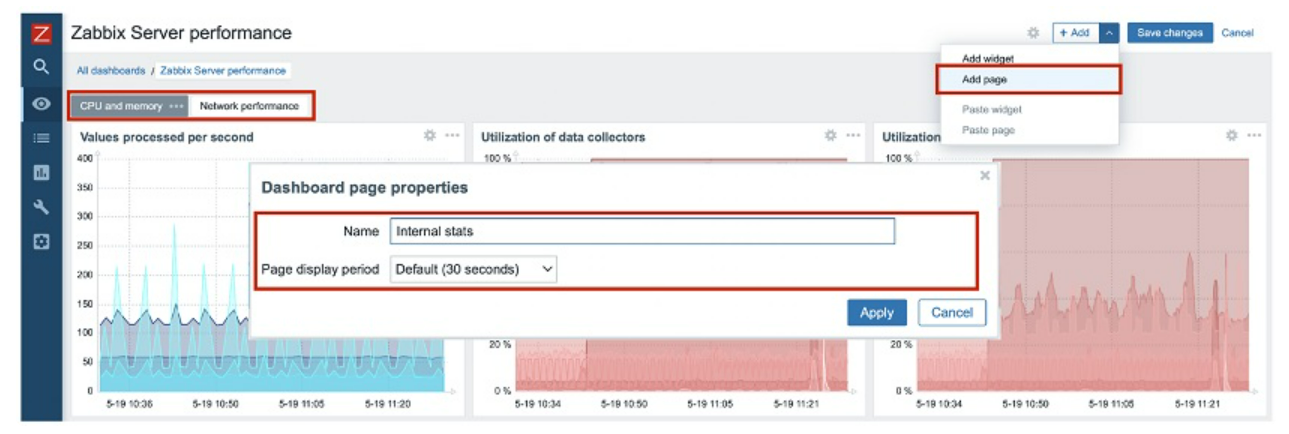 Z Zabbix Server performance + Add Save changes Cancel
All dashboards / Zabbix Server performance
Add widget
Add page
Paste widget
Paste page
CPU and memory ••• Network performance
Values processed per second
400
350
300
250
200
150
100
50
0
5-19 10:36 5-19 10:50 5-19 11:05 5-19 11:20
Utilization of data collectors
100 %
20 %
0 %
5-19 10:34 5-19 10:50 5-19 11:05 5-19 11:21
Utilization
100 %
20 %
0 %
5-19 10:34 5-19 10:50 5-19 11:05 5-19 11:21
Dashboard page properties
Name Internal stats
Page display period Default (30 seconds)
Apply Cancel